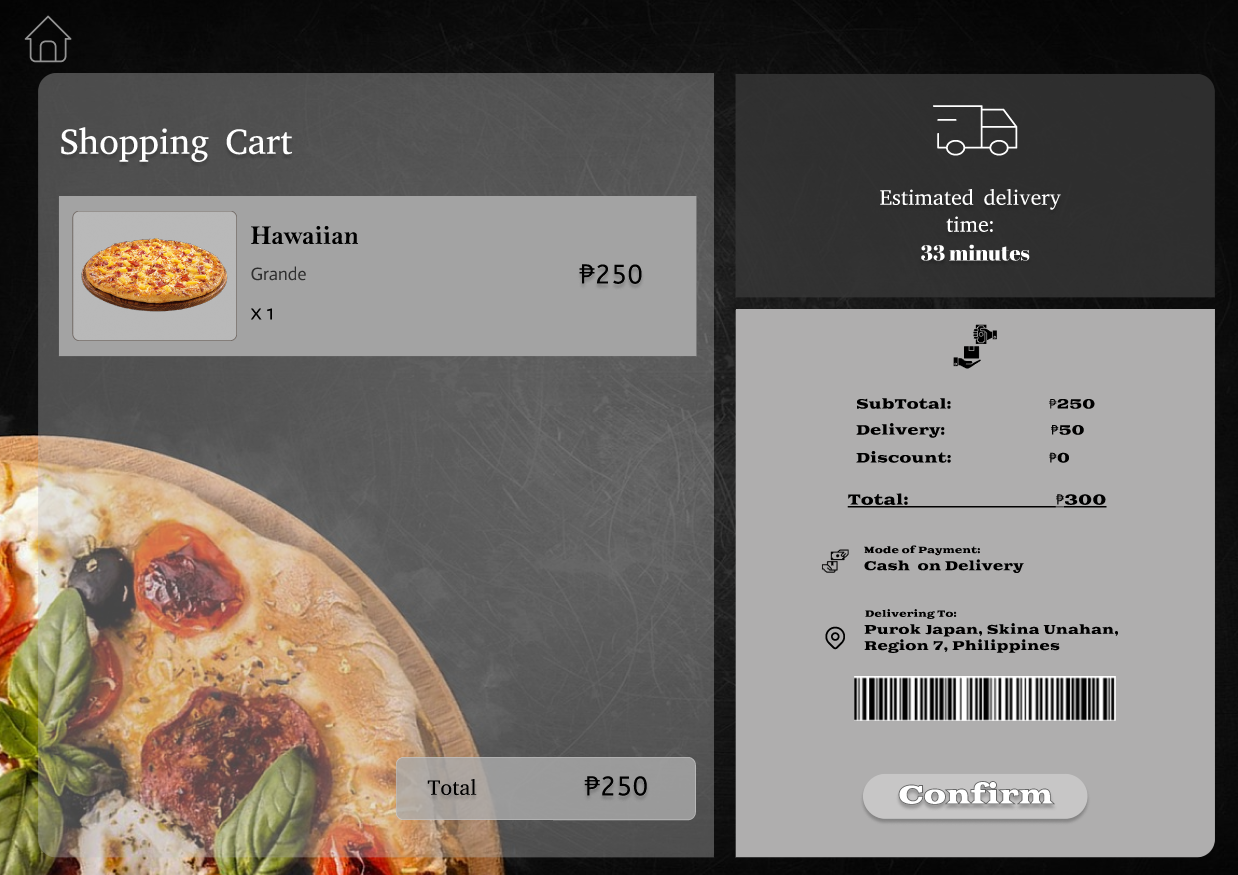 Shopping Cart
Hawaiian
Grande
X 1
₱250
Total ₱250
Estimated delivery
time:
33 minutes
SubTotal: ₱250
Delivery: ₱50
Discount: ₱0
Total: ₱300
Mode of Payment:
Cash on Delivery
Delivering To:
Purok Japan, Skina Unahan,
Region 7, Philippines
Confirm